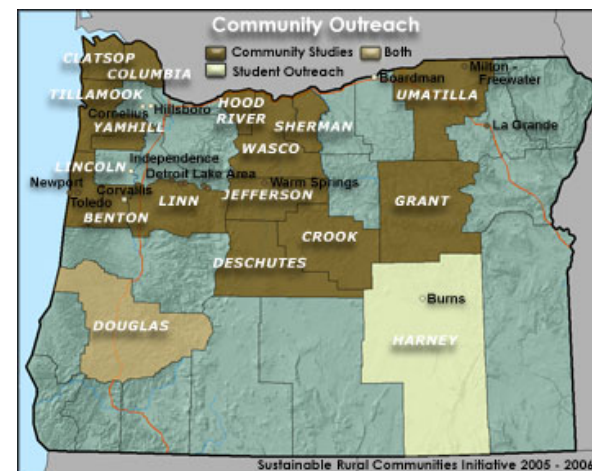 Community Outreach
Community Studies
Both
Student Outreach
CLATSOP
COLUMBIA
Milton -
Freewater
Boardman
TILLAMOOK
Hillsboro
Cornelius
HOOD
RIVER
UMATILLA
YAMHILL
SHERMAN
La Grande
WASCO
LINCOLN
Independence
Detroit Lake Area
Newport
Corvallis
Warm Springs
Toledo
LINN
JEFFERSON
GRANT
BENTON
CROOK
DESCHUTES
Burns
DOUGLAS
HARNEY
Sustainable Rural Communities Initiative 2005 - 2006